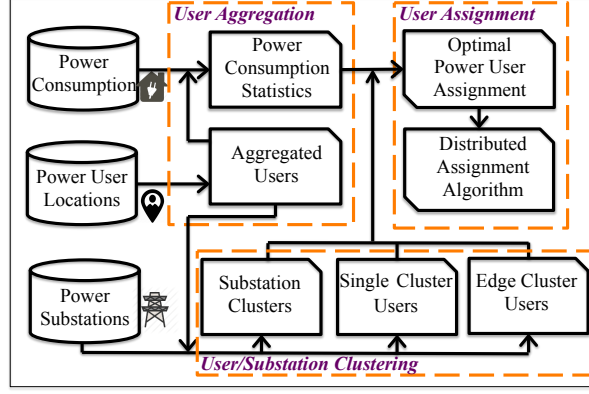 User Aggregation
User Assignment
Power
Consumption
Power
Consumption
Statistics
Optimal
Power User
Assignment
Power User
Locations
Aggregated
Users
Distributed
Assignment
Algorithm
Power
Substations
Substation
Clusters
Single Cluster
Users
Edge Cluster
Users
User/Substation Clustering